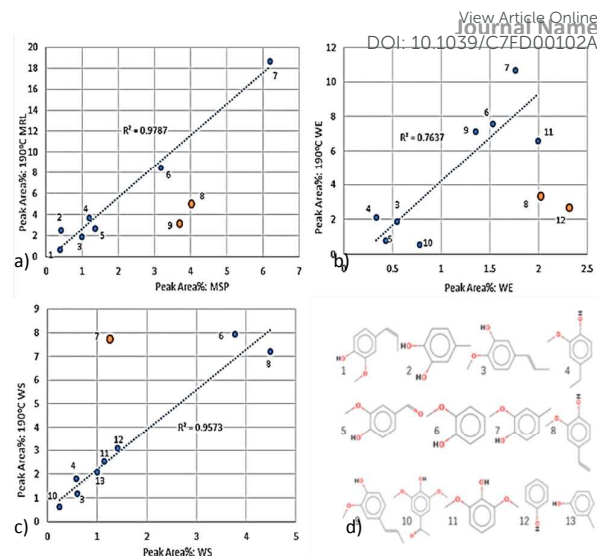 View Article Online
Journal Name
DOI: 10.1039/C7FD00102A
20
18
16
14
12
10
8
6
4
2
0
0 1 2 3 4 5 6 7
Peak Area%: 190ºC MRL
Peak Area%: MSP
R² = 0.9787
1 2 3 4 5 6 7 8 9
a)
12
10
8
6
4
2
0
0 0.5 1 1.5 2 2.5
Peak Area%: 190ºC WE
Peak Area%: WE
R² = 0.7637
4 3 5 10 9 6 7 11 8 12
b)
9
8
7
6
5
4
3
2
1
0
0 1 2 3 4 5
Peak Area%: 190ºC WS
Peak Area%: WS
R² = 0.9573
10 4 3 13 11 12 7 6 8
c)
1 2 3 4
5 6 7 8
9 10 11 12 13
HO OH O
d)